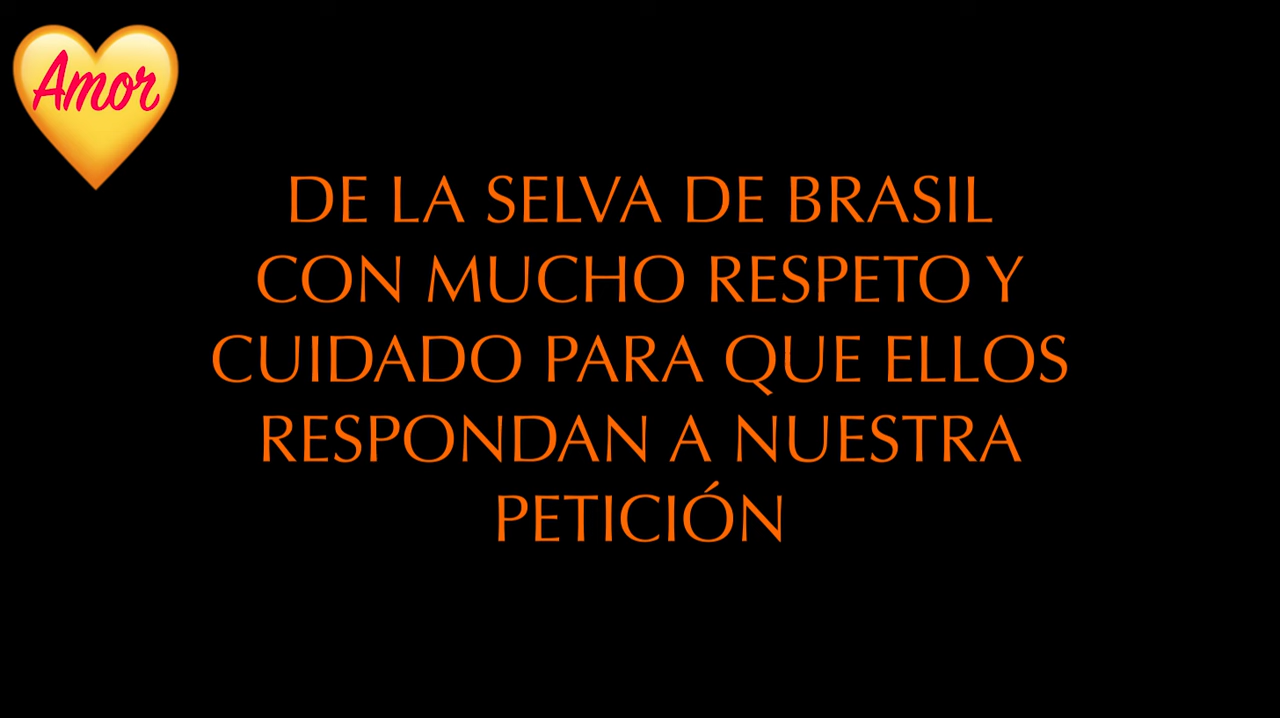 Amor
DE LA SELVA DE BRASIL
CON MUCHO RESPETO Y
CUIDADO PARA QUE ELLOS
RESPONDAN A NUESTRA
PETICIÓN